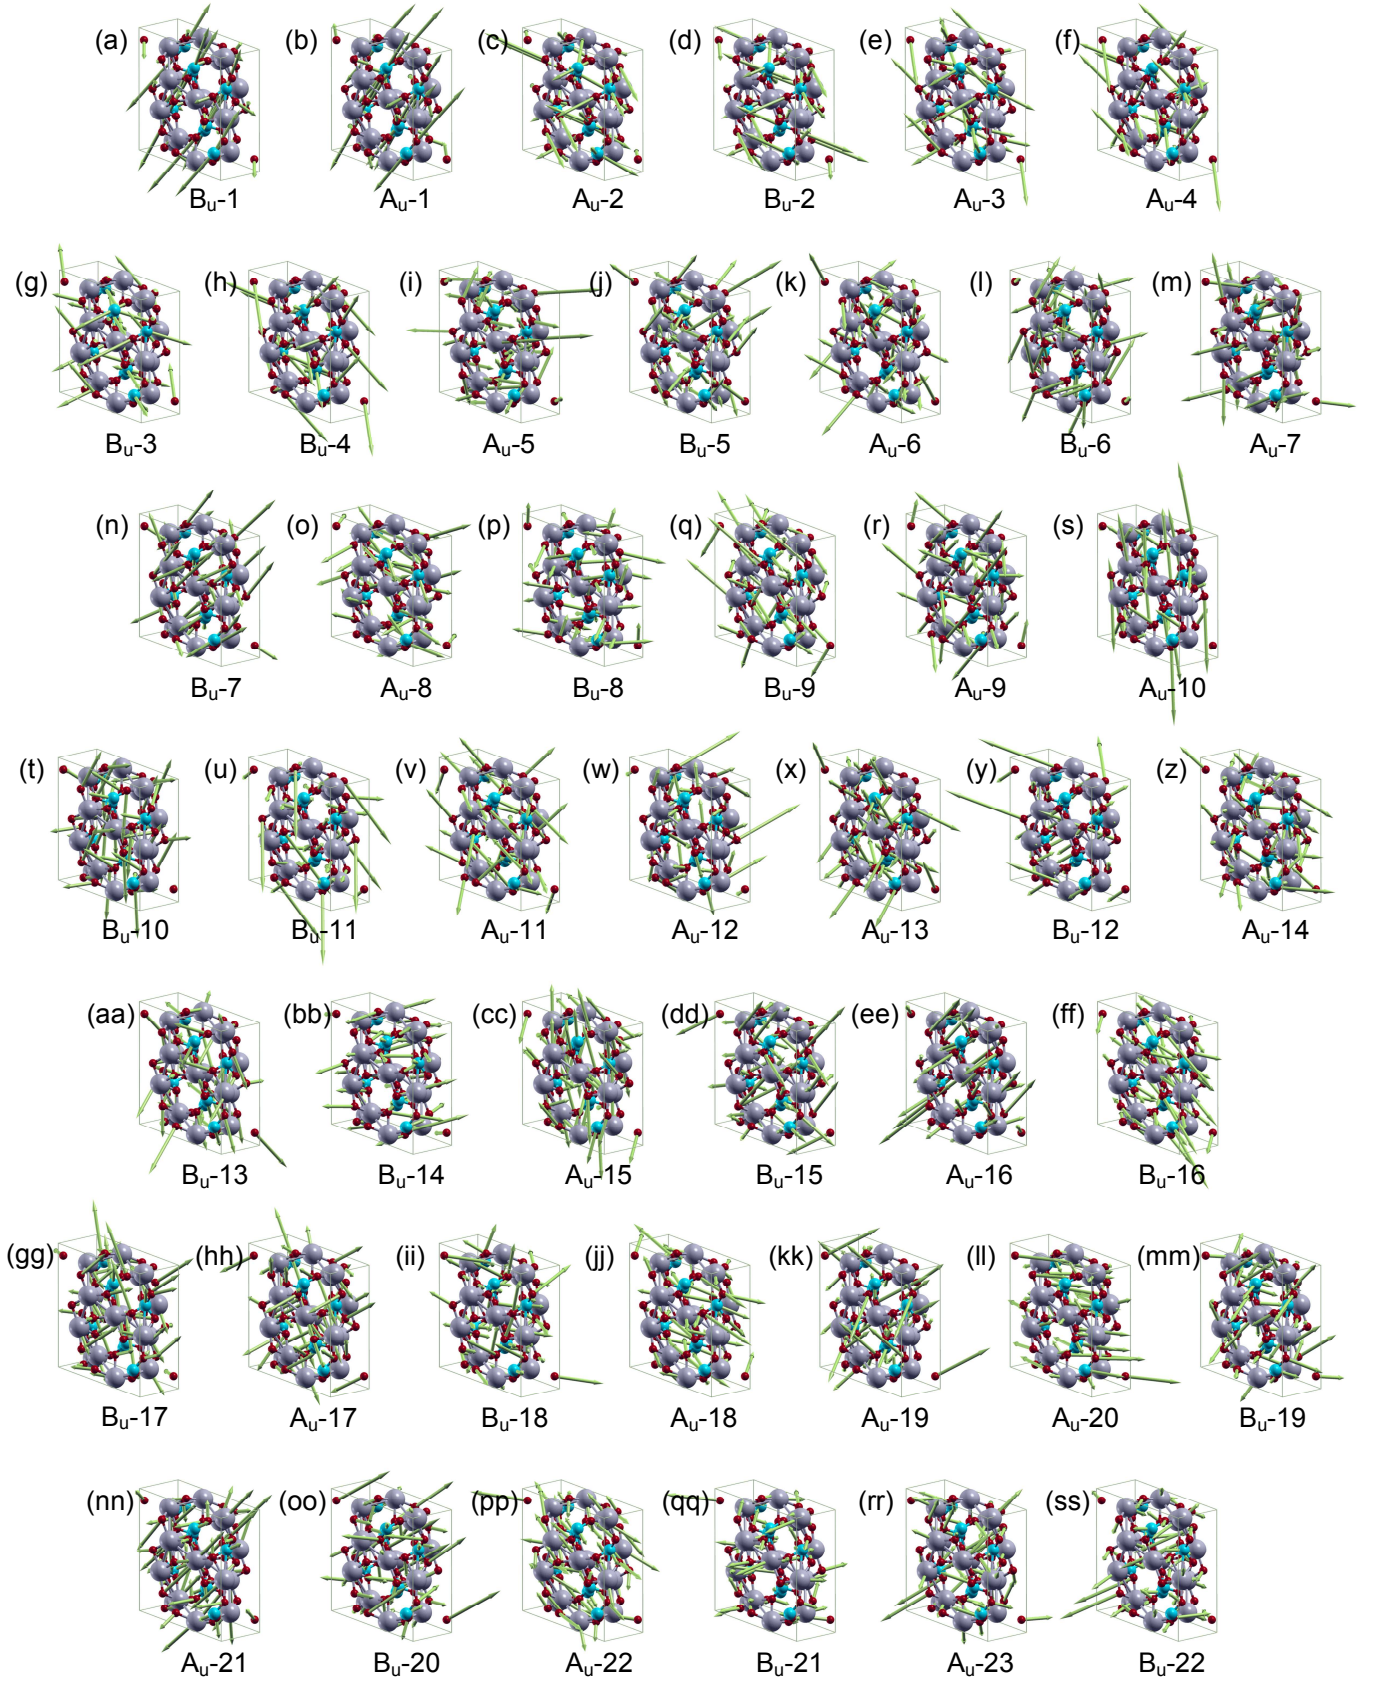 (a) (b) (c) (d) (e) (f)
Bu-1 Au-1 Au-2 Bu-2 Au-3 Au-4
(g) (h) (i) (j) (k) (l) (m)
Bu-3 Bu-4 Au-5 Bu-5 Au-6 Bu-6 Au-7
(n) (o) (p) (q) (r) (s)
Bu-7 Au-8 Bu-8 Bu-9 Au-9 Au-10
(t) (u) (v) (w) (x) (y) (z)
Bu-10 Bu-11 Au-11 Au-12 Au-13 Bu-12 Au-14
(aa) (bb) (cc) (dd) (ee) (ff)
Bu-13 Bu-14 Au-15 Bu-15 Au-16 Bu-16
(gg) (hh) (ii) (jj) (kk) (ll) (mm)
Bu-17 Au-17 Bu-18 Au-18 Au-19 Au-20 Bu-19
(nn) (oo) (pp) (qq) (rr) (ss)
Au-21 Bu-20 Au-22 Bu-21 Au-23 Bu-22